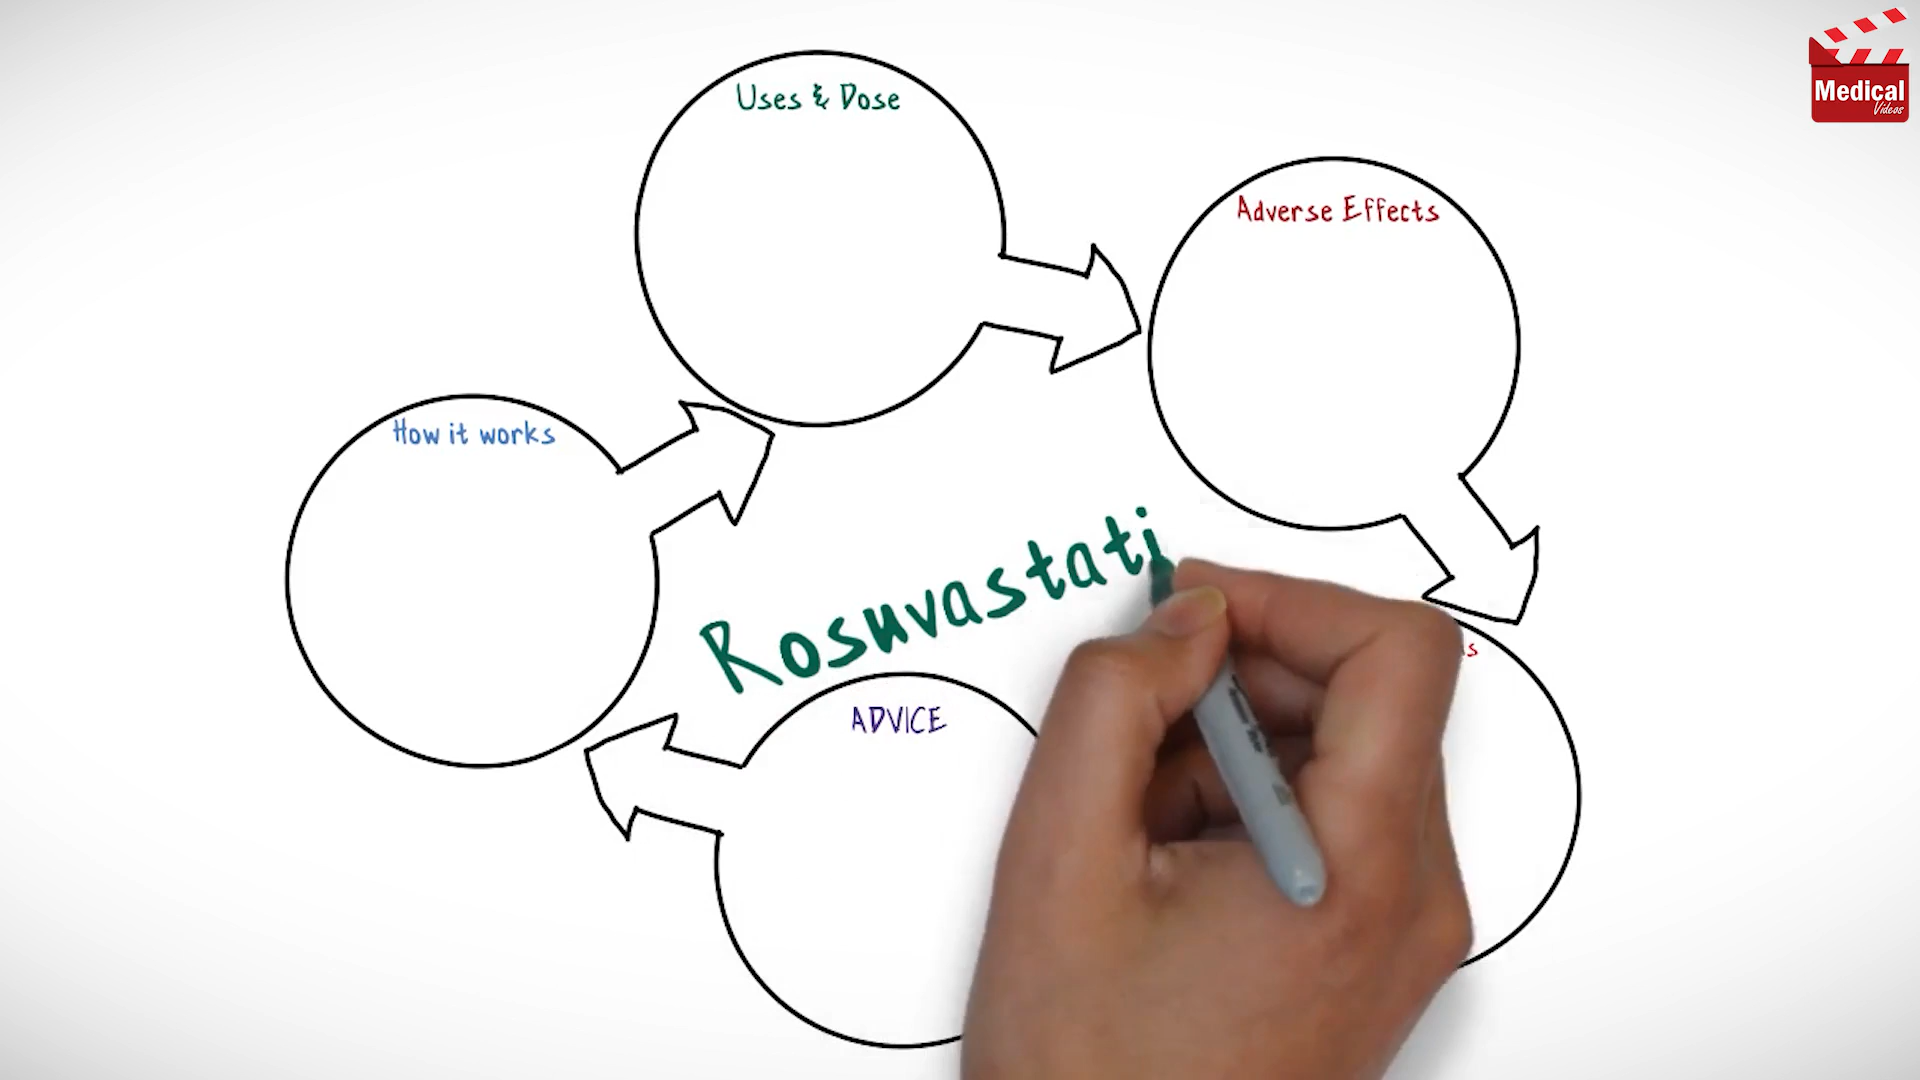 Medical
Videos
Uses & Dose
Adverse Effects
How it works
Rosuvastati
s
ADVICE